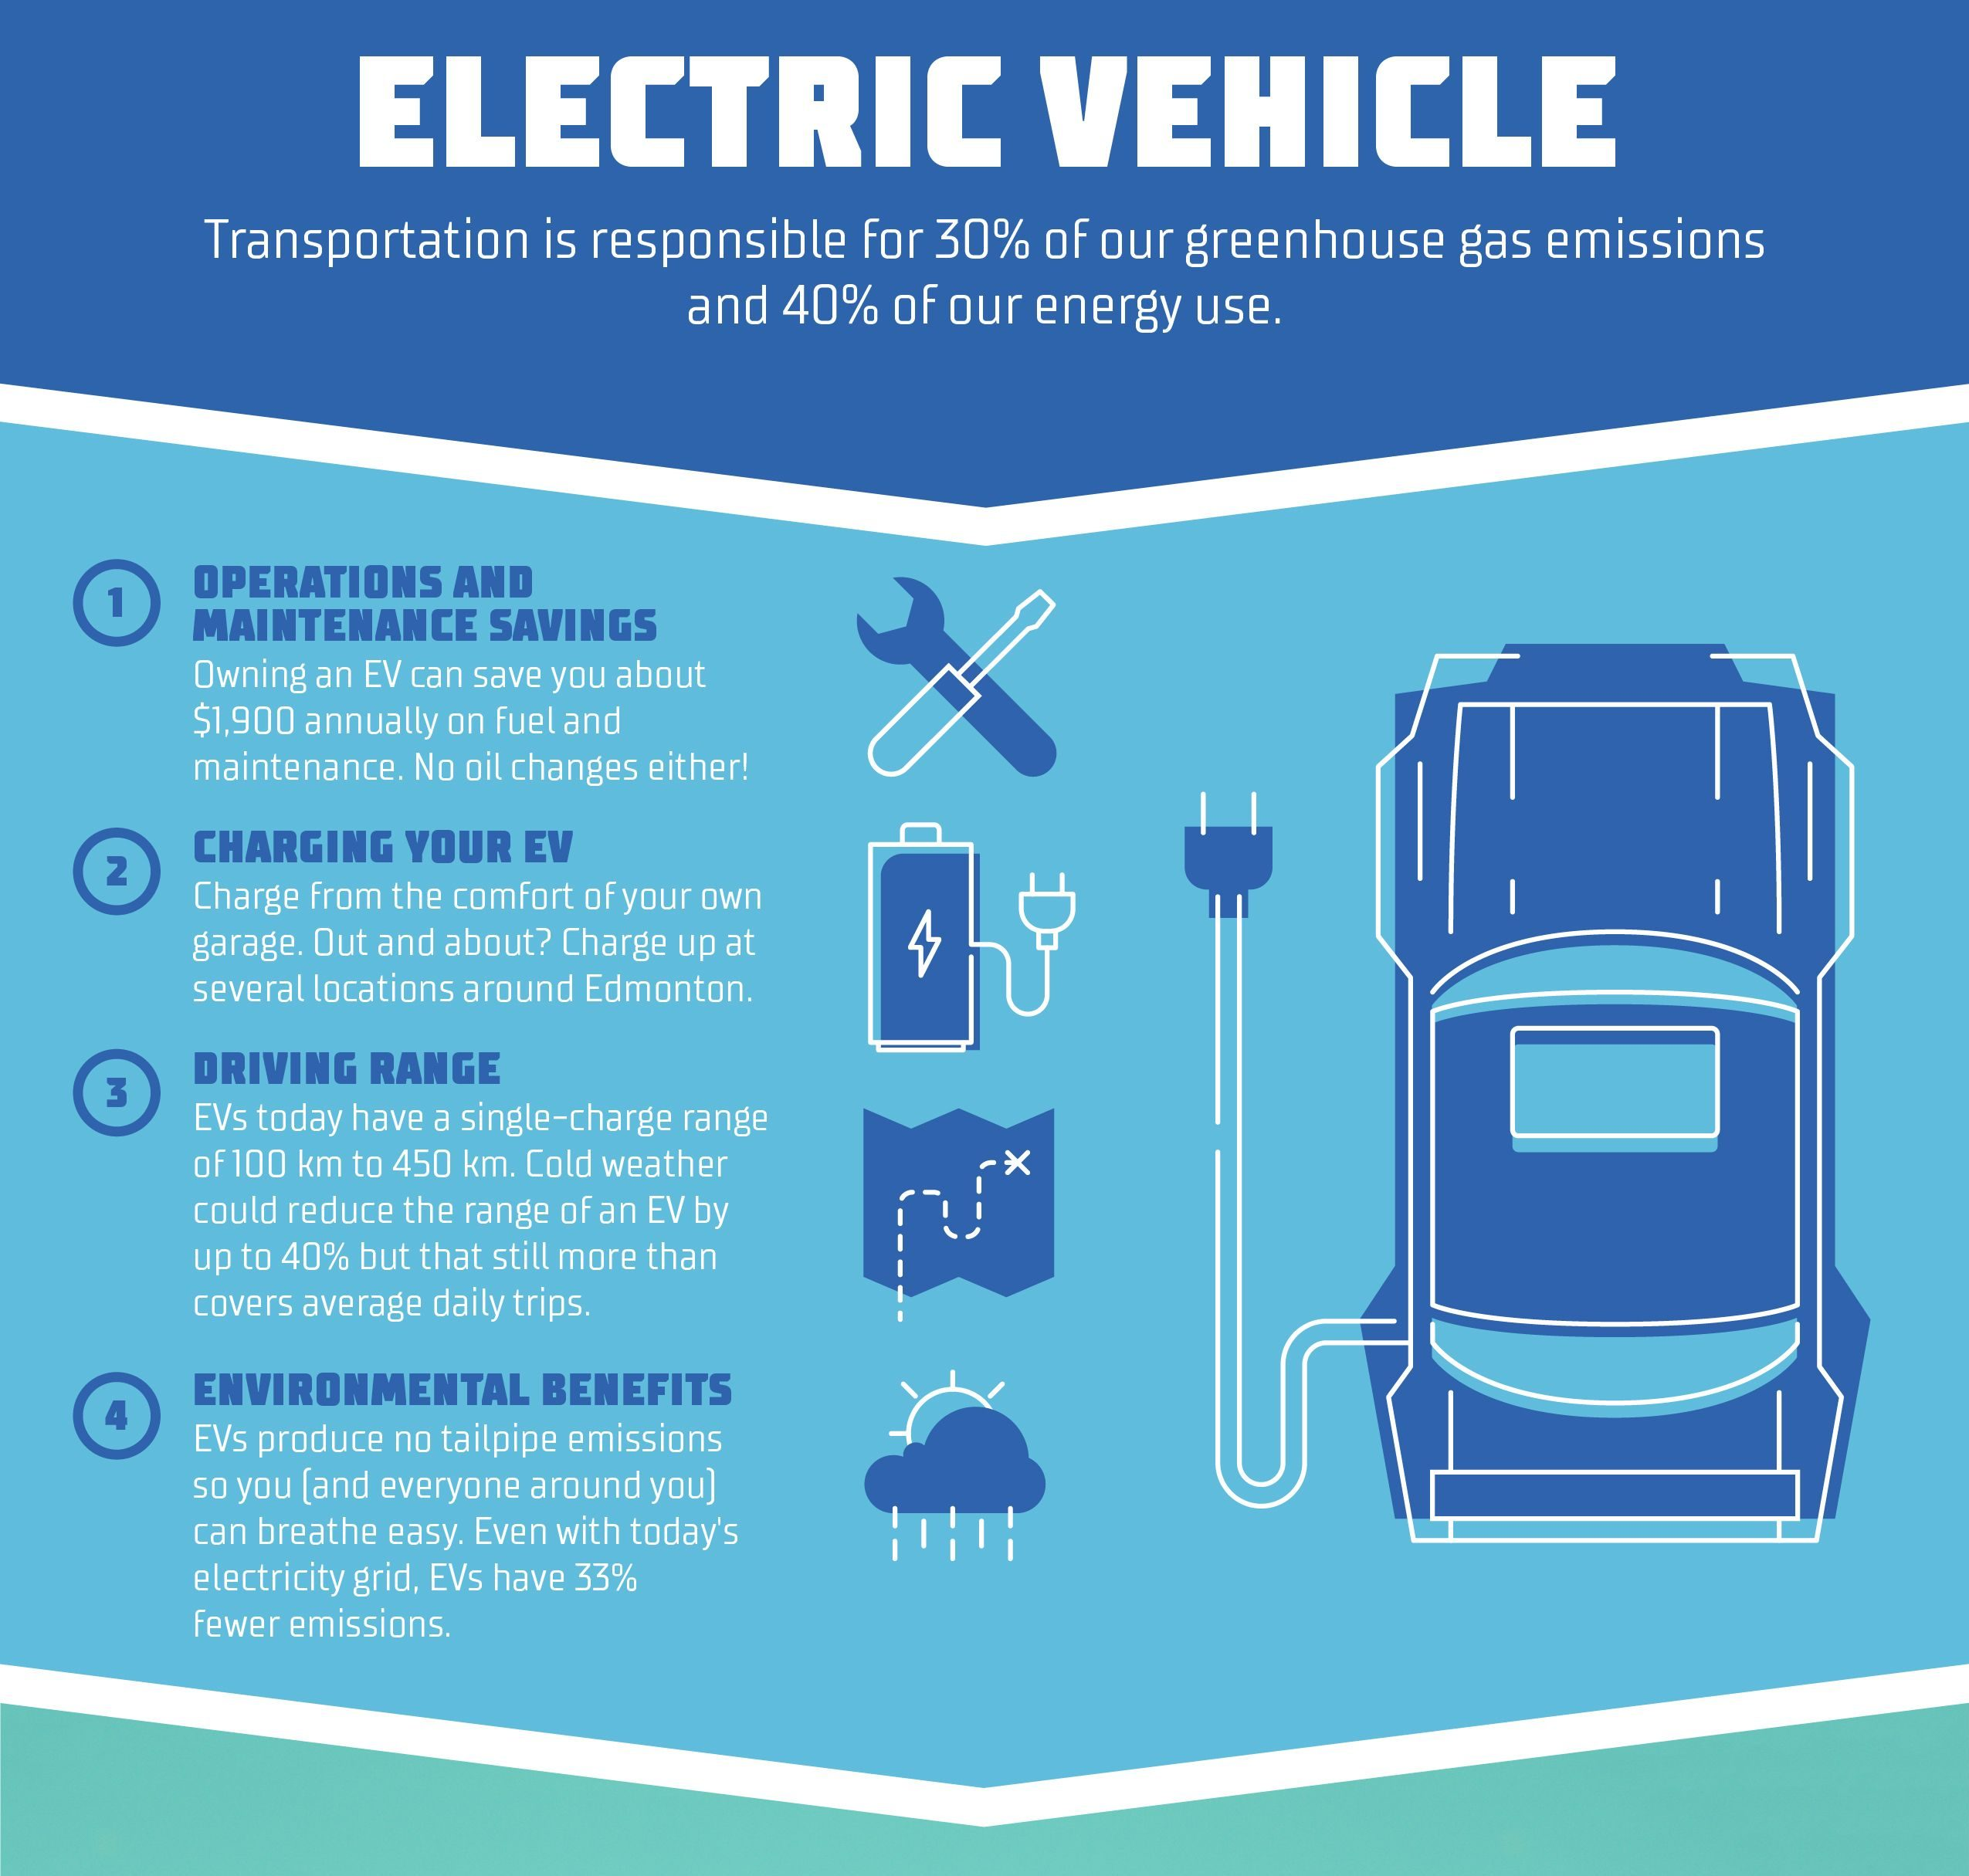 ELECTRIC VEHICLE
Transportation is responsible for 30% of our greenhouse gas emissions
and 40% of our energy use.
1
OPERATIONS AND
MAINTENANCE SAVINGS
Owning an EV can save you about
$1,900 annually on fuel and
maintenance. No oil changes either!
2
CHARGING YOUR EV
Charge from the comfort of your own
garage. Out and about? Charge up at
several locations around Edmonton.
3
DRIVING RANGE
EVs today have a single-charge range
of 100 km to 450 km. Cold weather
could reduce the range of an EV by
up to 40% but that still more than
covers average daily trips.
4
ENVIRONMENTAL BENEFITS
EVs produce no tailpipe emissions
so you (and everyone around you)
can breathe easy. Even with today's
electricity grid, EVs have 33%
fewer emissions.